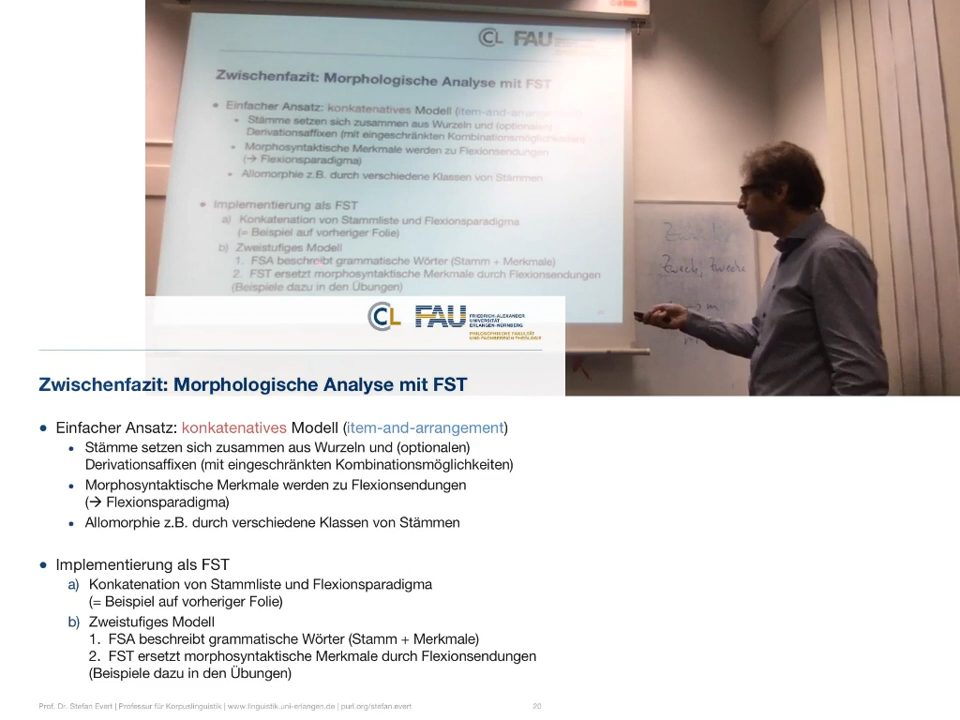 CL FAU
Zwischenfazit: Morphologische Analyse mit FST
• Einfacher Ansatz: konkatenatives Modell (item-and-arrangement)
• Stämme setzen sich zusammen aus Wurzeln und (optionalen)
Derivationsaffixen (mit eingeschränkten Kombinationsmöglichkeiten)
• Morphosyntaktische Merkmale werden zu Flexionsendungen
(→ Flexionsparadigma)
• Allomorphie z.B. durch verschiedene Klassen von Stämmen
• Implementierung als FST
a) Konkatenation von Stammliste und Flexionsparadigma
(= Beispiel auf vorheriger Folie)
b) Zweistufiges Modell
1. FSA beschreibt grammatische Wörter (Stamm + Merkmale)
2. FST ersetzt morphosyntaktische Merkmale durch Flexionsendungen
(Beispiele dazu in den Übungen)
Zweck, Zwecke
CL FAU
FRIEDRICH-ALEXANDER
UNIVERSITÄT
ERLANGEN-NÜRNBERG
PHILOSOPHISCHE FAKULTÄT
UND FACHBEREICH THEOLOGIE
Zwischenfazit: Morphologische Analyse mit FST
• Einfacher Ansatz: konkatenatives Modell (item-and-arrangement)
• Stämme setzen sich zusammen aus Wurzeln und (optionalen)
Derivationsaffixen (mit eingeschränkten Kombinationsmöglichkeiten)
• Morphosyntaktische Merkmale werden zu Flexionsendungen
(→ Flexionsparadigma)
• Allomorphie z.B. durch verschiedene Klassen von Stämmen
• Implementierung als FST
a) Konkatenation von Stammliste und Flexionsparadigma
(= Beispiel auf vorheriger Folie)
b) Zweistufiges Modell
1. FSA beschreibt grammatische Wörter (Stamm + Merkmale)
2. FST ersetzt morphosyntaktische Merkmale durch Flexionsendungen
(Beispiele dazu in den Übungen)
Prof. Dr. Stefan Evert | Professur für Korpuslinguistik | www.linguistik.uni-erlangen.de | purl.org/stefan.evert 20